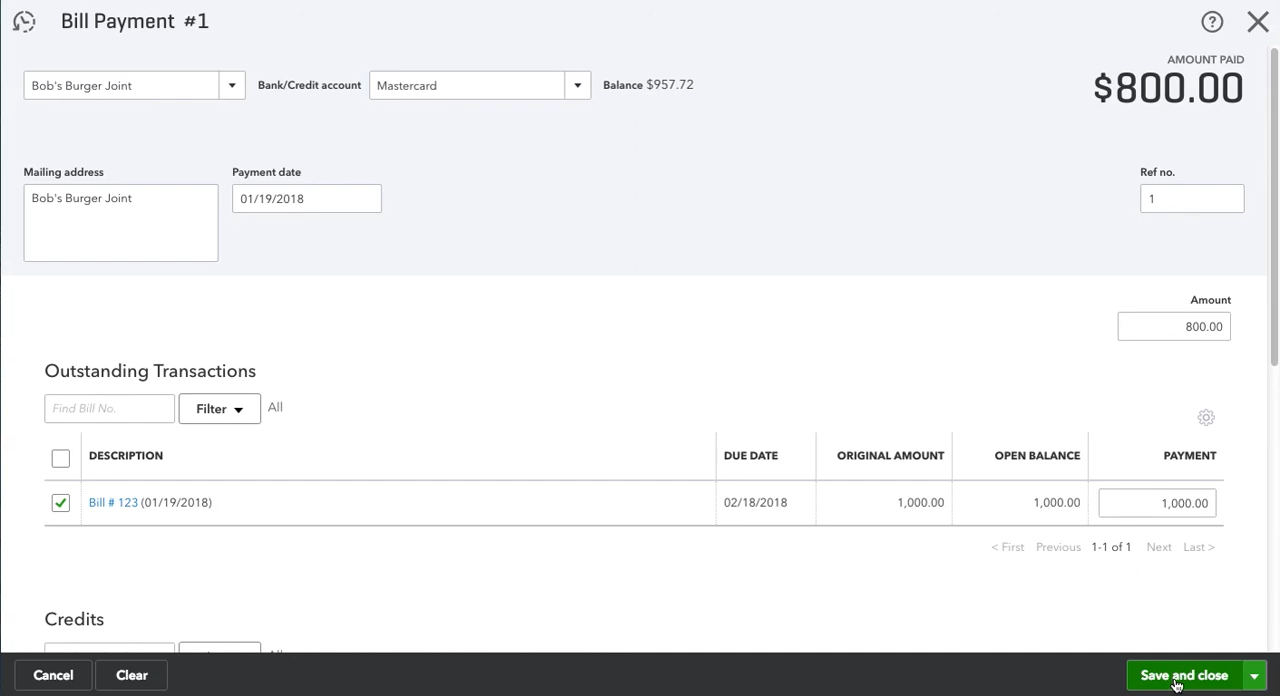 Bill Payment #1
AMOUNT PAID
$800.00
Bob's Burger Joint Bank/Credit account Mastercard Balance $957.72
Mailing address Payment date Ref no.
Bob's Burger Joint 01/19/2018 1
Amount
800.00
Outstanding Transactions
Find Bill No. Filter All
DESCRIPTION DUE DATE ORIGINAL AMOUNT OPEN BALANCE PAYMENT
Bill # 123 (01/19/2018) 02/18/2018 1,000.00 1,000.00 1,000.00
< First Previous 1-1 of 1 Next Last >
Credits
Cancel Clear Save and close